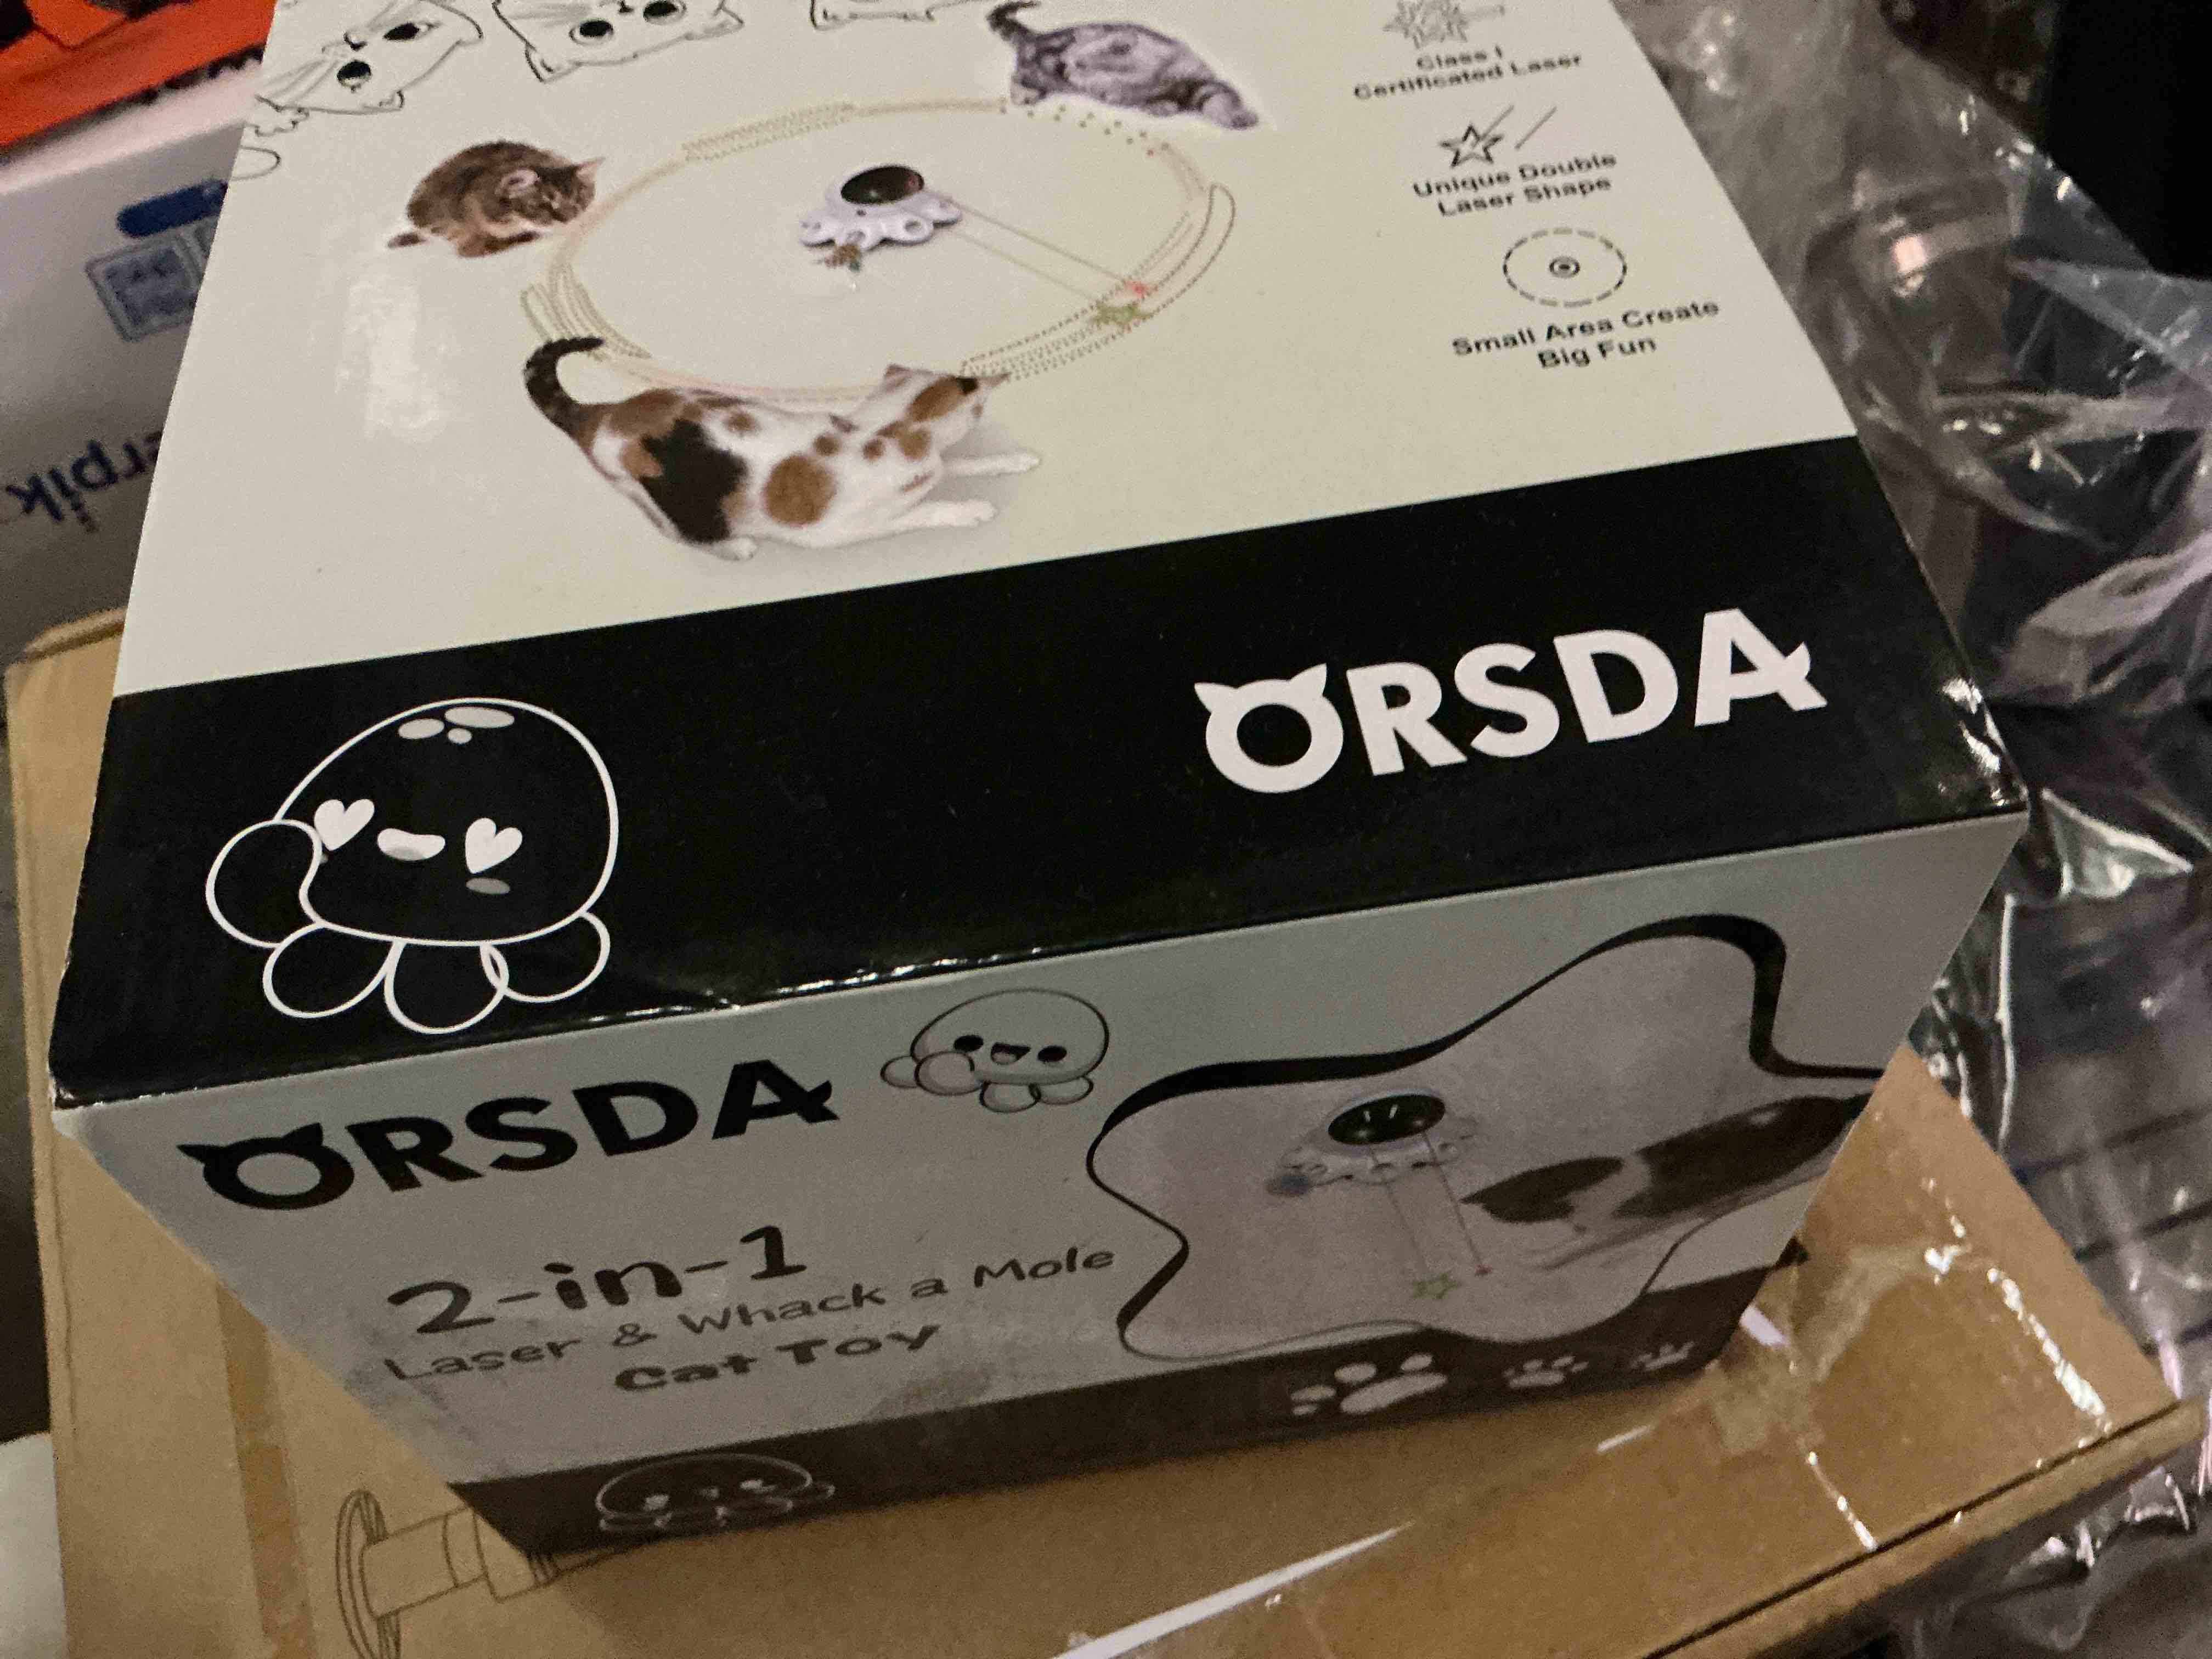 Class I
Certificated Laser
Unique Double
Laser Shape
Small Area Create
Big Fun
ORSDA
ORSDA
2-in-1
Laser & Whack a Mole
Cat Toy
erpik